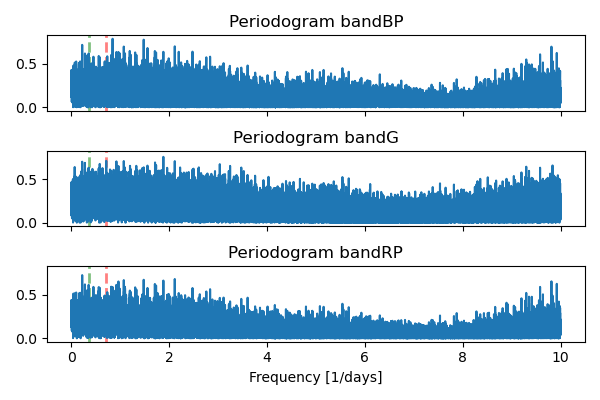 Periodogram bandBP
0.5
0.0
Periodogram bandG
0.5
0.0
Periodogram bandRP
0.5
0.0
0 2 4 6 8 10
Frequency [1/days]